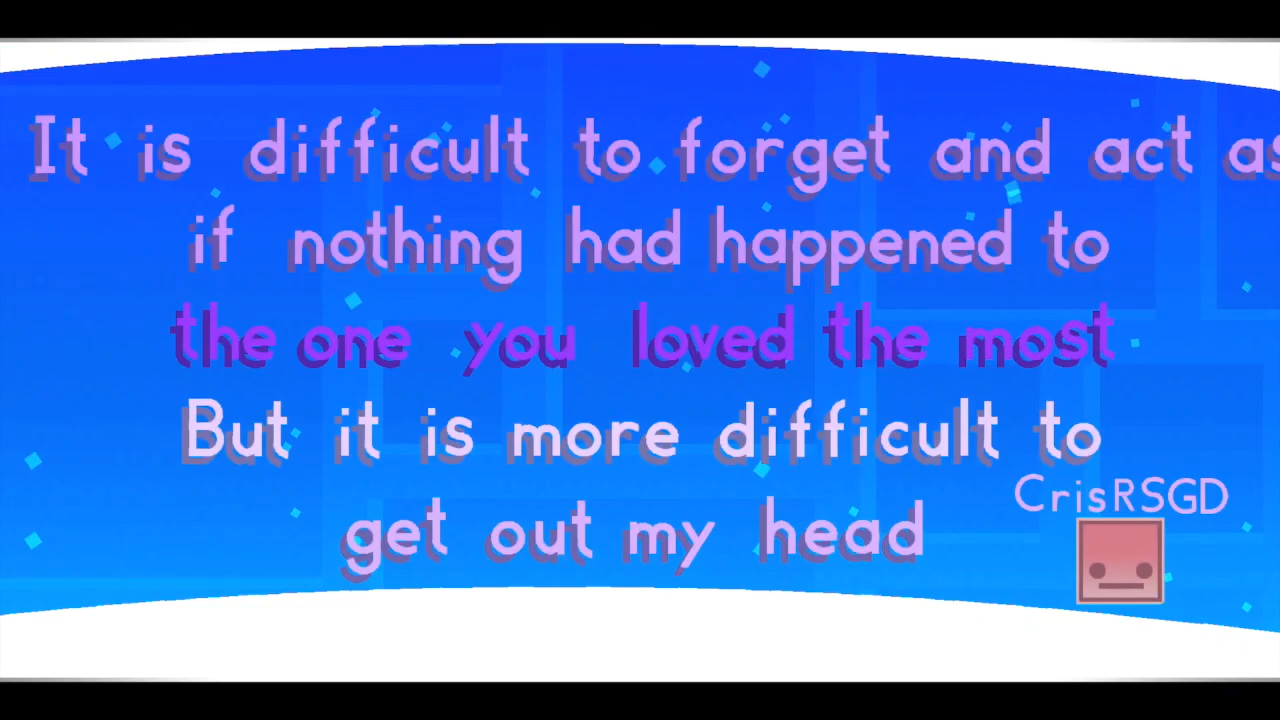 It is difficult to forget and act as
if nothing had happened to
the one you loved the most
But it is more difficult to
get out my head
CrisRSGD